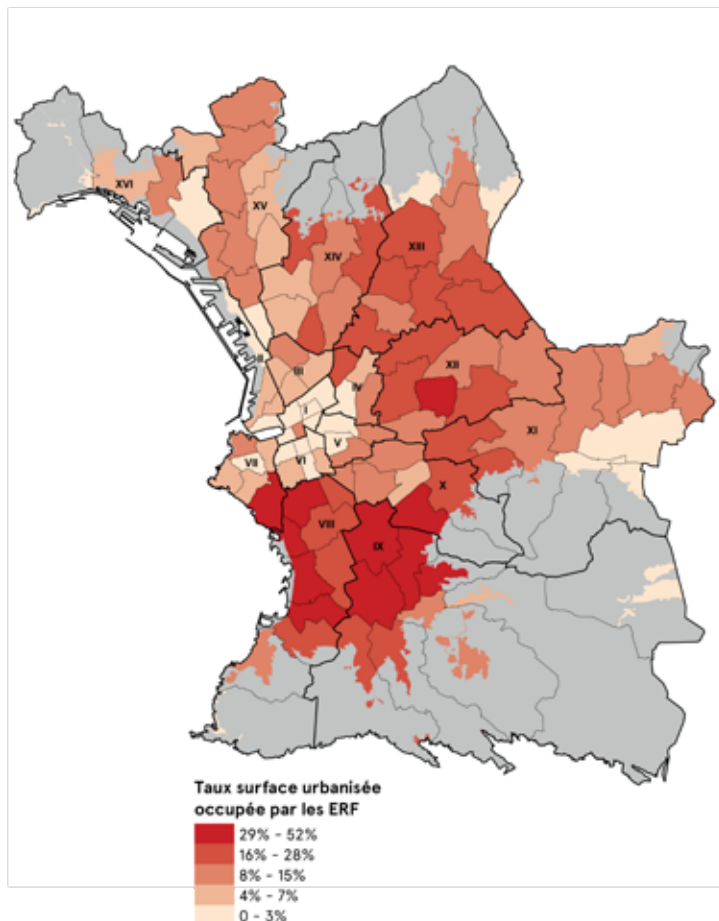 XVI
XV
XIV
XIII
II
III
XII
IV
I
XI
V
VII
VI
X
VIII
IX
Taux surface urbanisée
occupée par les ERF
29% - 52%
16% - 28%
8% - 15%
4% - 7%
0 - 3%